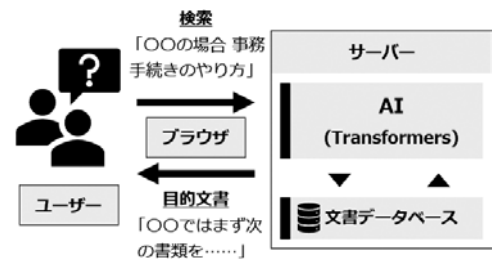 検索
「〇〇の場合 事務
手続きのやり方」
ブラウザ
目的文書
「〇〇ではまず次
の書類を……」
ユーザー
サーバー
AI
(Transformers)
文書データベース
?